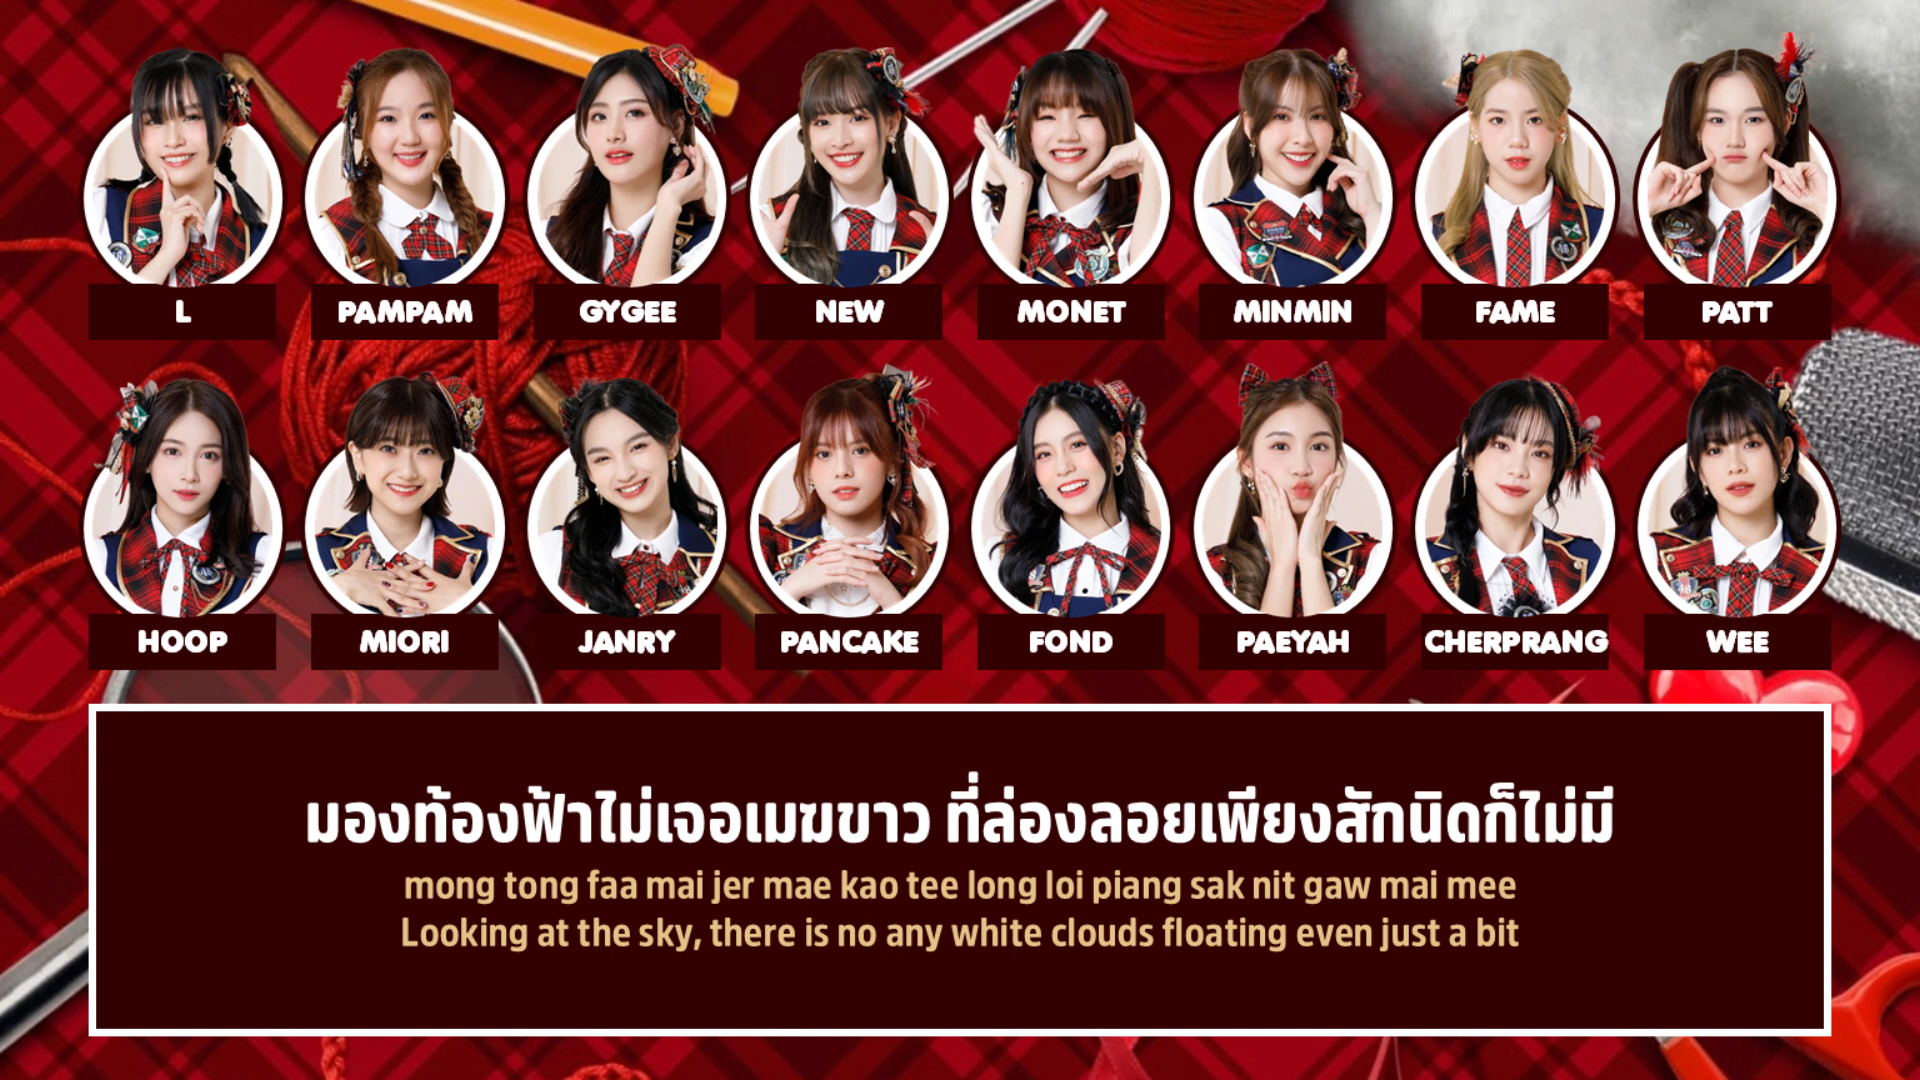 L PAMPAM GYGEE NEW MONET MINMIN FAME PATT
HOOP MIORI JANRY PANCAKE FOND PAEYAH CHERPRANG WEE
มองท้องฟ้าไม่เจอเมฆขาว ที่ล่องลอยเพียงสักนิดก็ไม่มี
mong tong faa mai jer mae kao tee long loi piang sak nit gaw mai mee
Looking at the sky, there is no any white clouds floating even just a bit